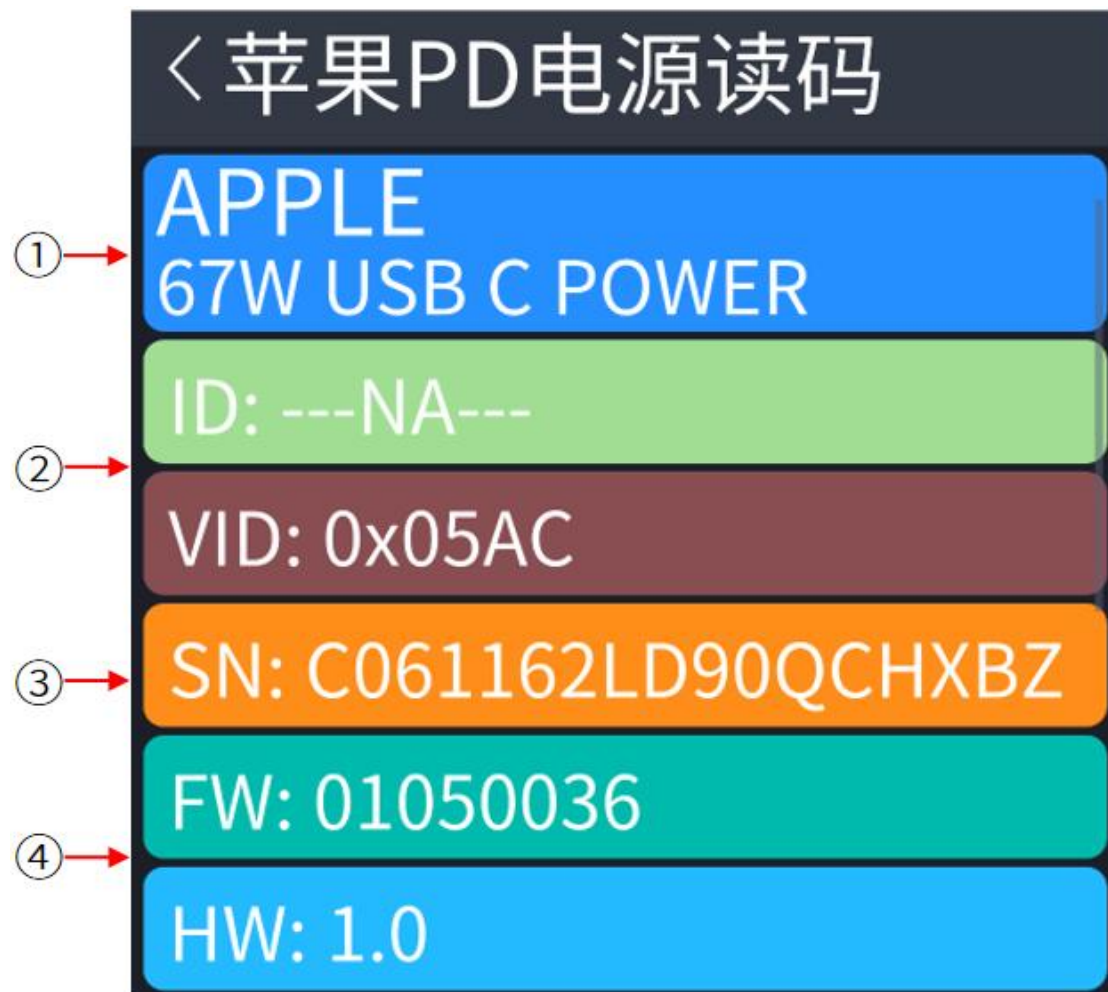 苹果PD电源读码
① APPLE
67W USB C POWER
ID: ---NA---
②
VID: 0x05AC
③ SN: C061162LD90QCHXBZ
FW: 01050036
④
HW: 1.0